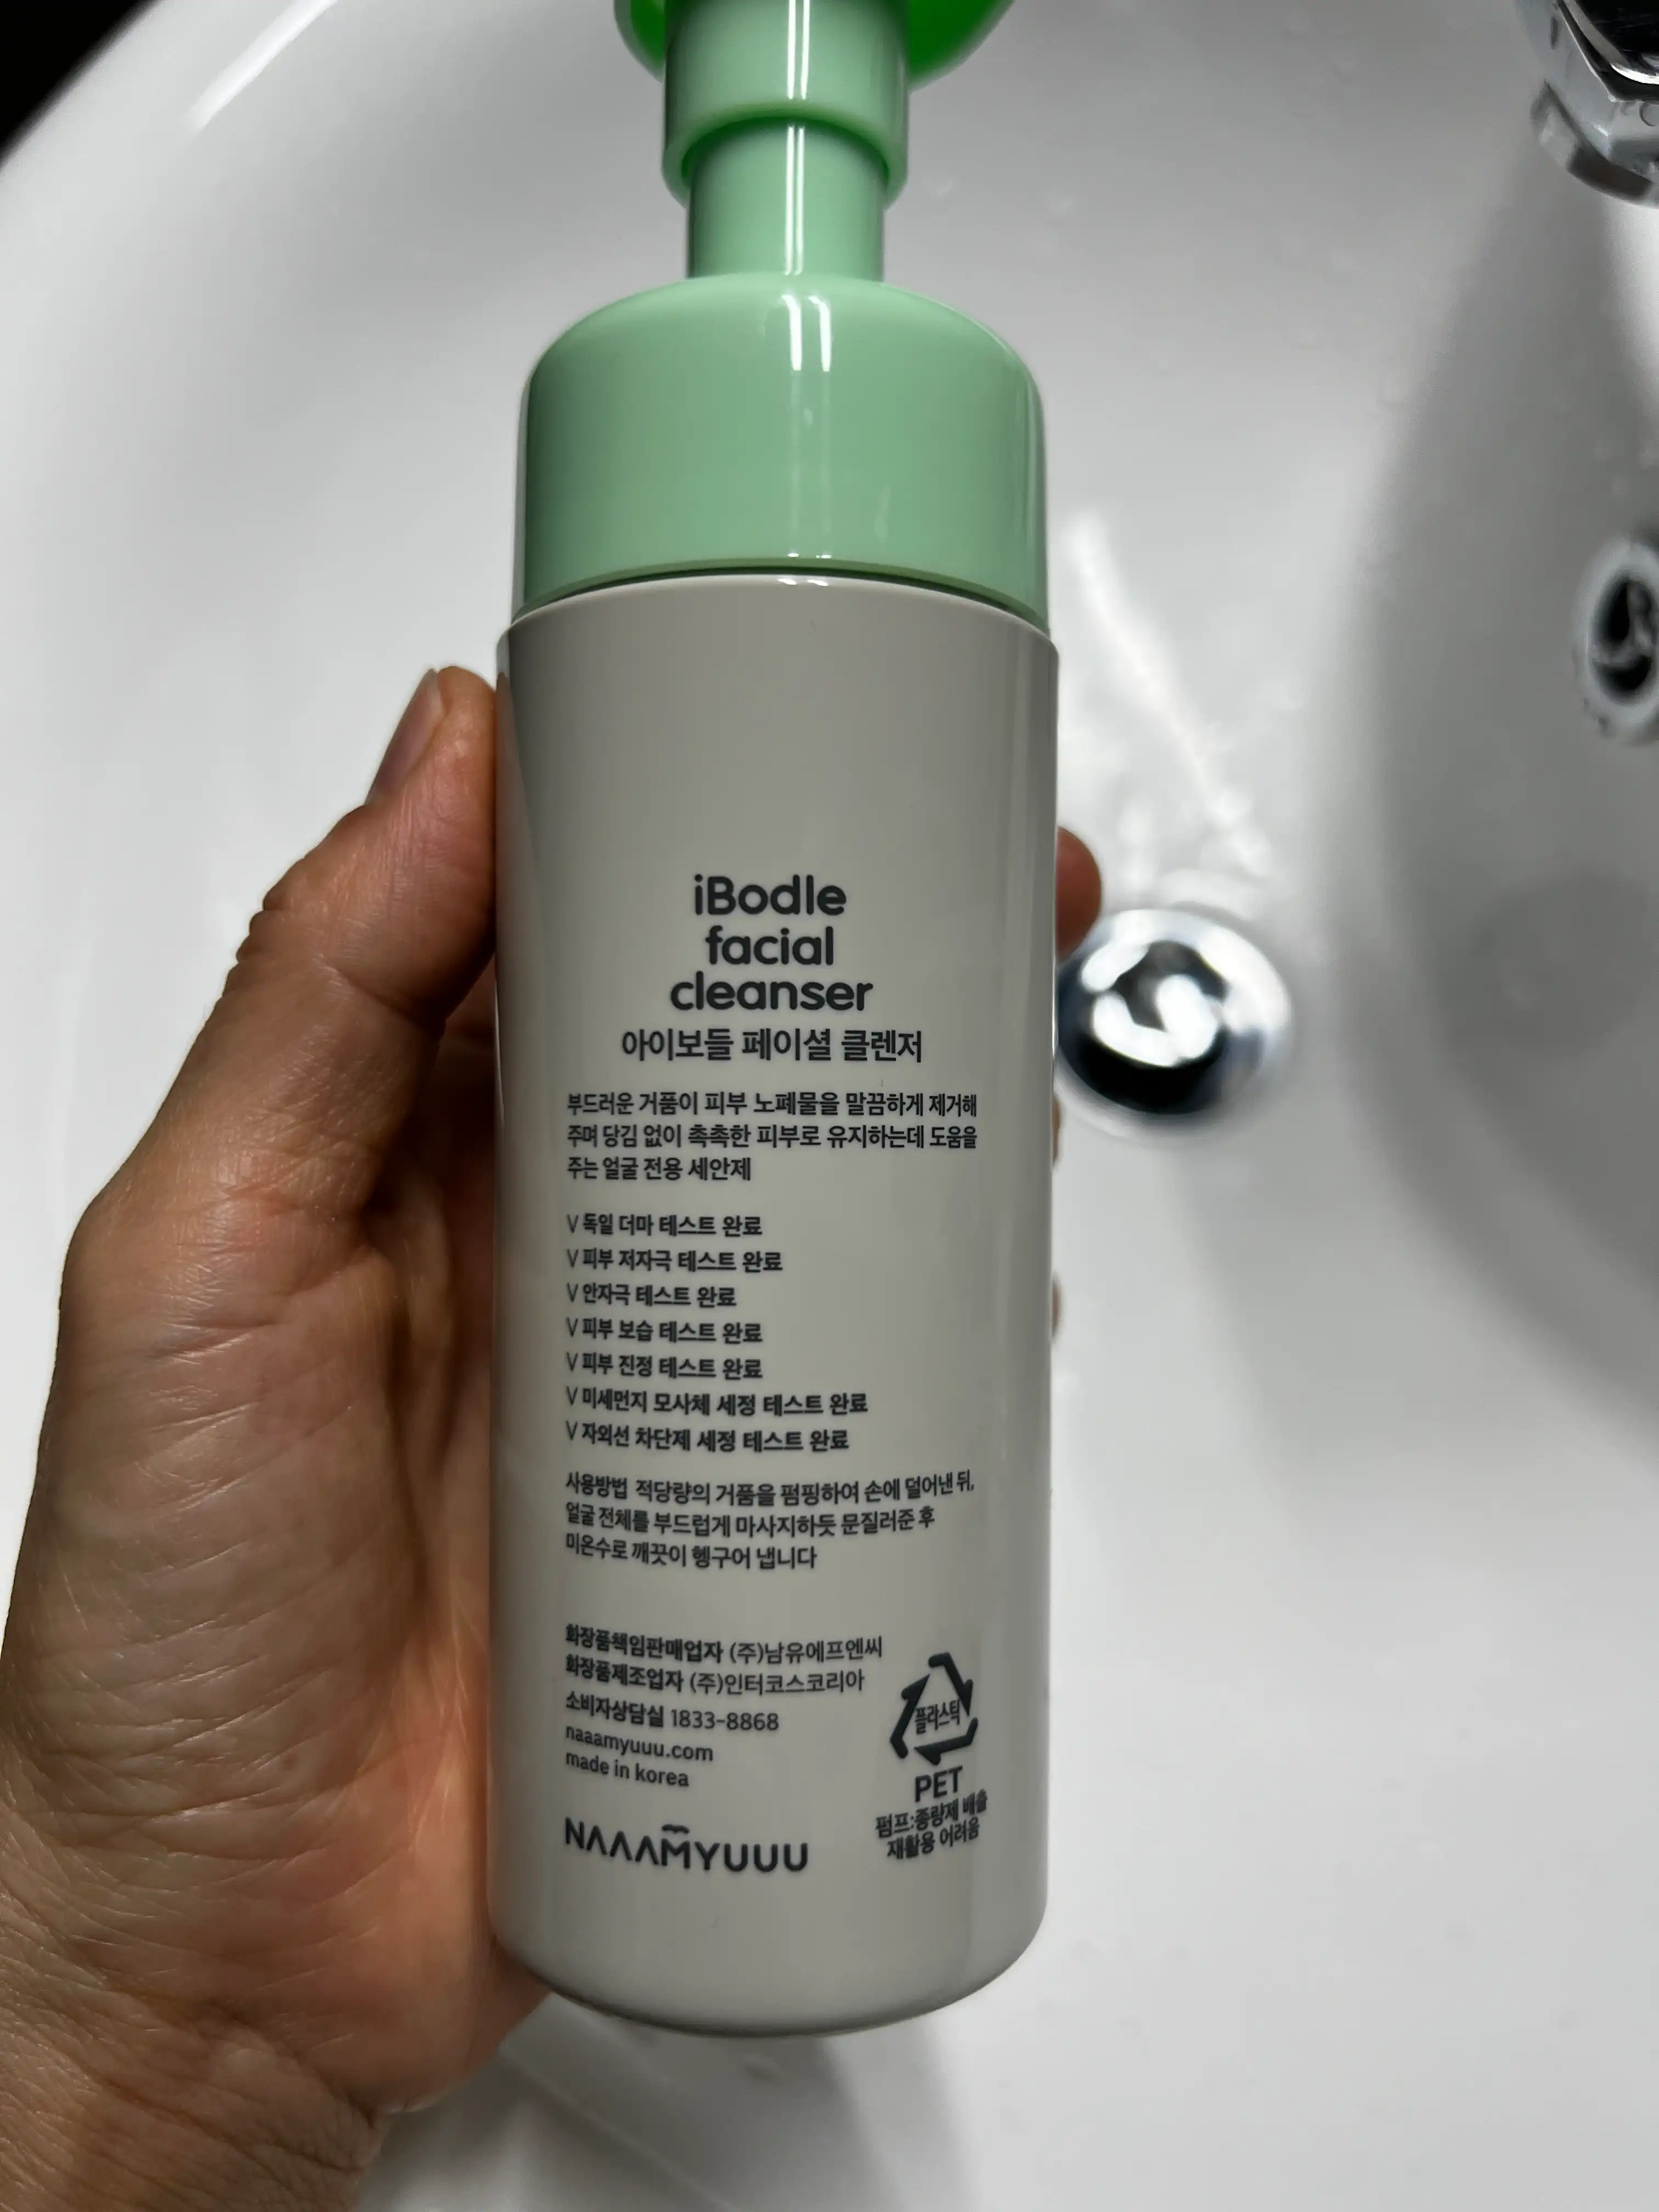 iBodle
facial
cleanser
아이보들 페이셜 클렌저
부드러운 거품이 피부 노폐물을 말끔하게 제거해
주며 당김 없이 촉촉한 피부로 유지하는데 도움을
주는 얼굴 전용 세안제
V 독일 더마 테스트 완료
V 피부 저자극 테스트 완료
V 안자극 테스트 완료
V 피부 보습 테스트 완료
V 피부 진정 테스트 완료
V 미세먼지 모사체 세정 테스트 완료
V 자외선 차단제 세정 테스트 완료
사용방법 적당량의 거품을 펌핑하여 손에 덜어낸 뒤,
얼굴 전체를 부드럽게 마사지하듯 문질러준 후
미온수로 깨끗이 헹구어 냅니다
화장품책임판매업자 (주)남유에프엔씨
화장품제조업자 (주)인터코스코리아
소비자상담실 1833-8868
naaamyuuu.com
made in korea
NAAAMYUUU
플라스틱
PET
펌프:종량제 배출
재활용 어려움